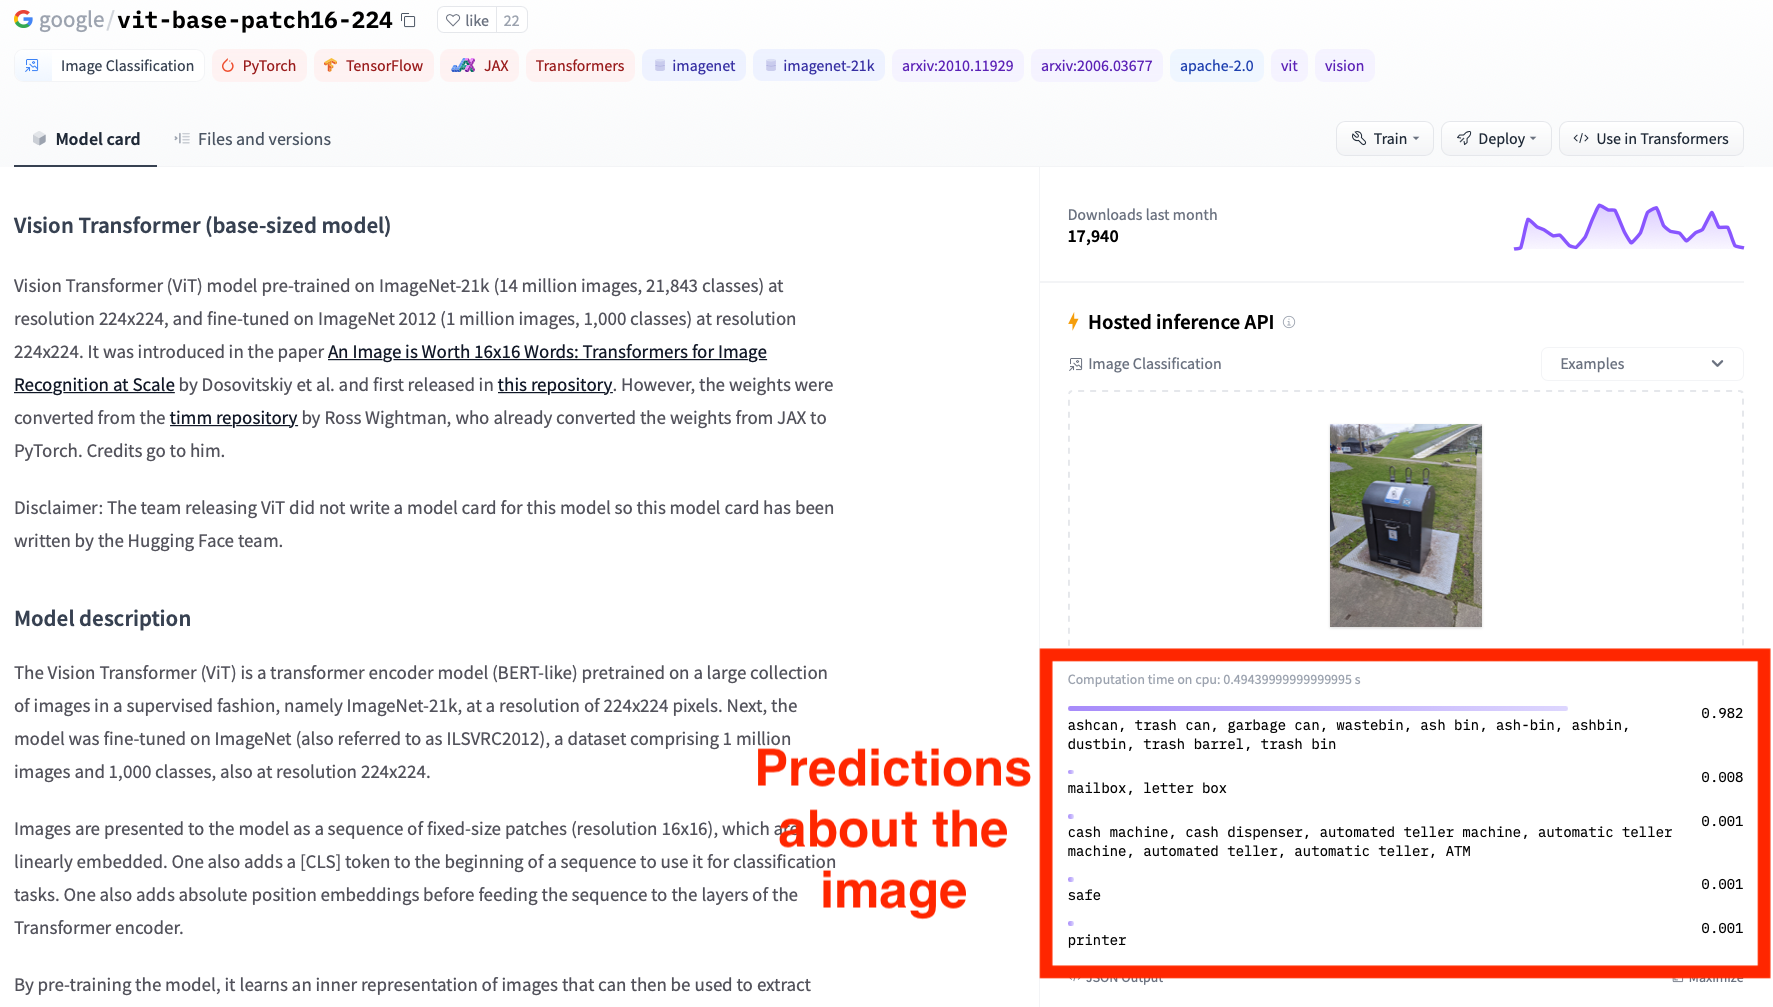 google/vit-base-patch16-224 like 22
Image Classification PyTorch TensorFlow JAX Transformers imagenet imagenet-21k arxiv:2010.11929 arxiv:2006.03677 apache-2.0 vit vision
Model card Files and versions Train Deploy </> Use in Transformers
Vision Transformer (base-sized model)
Vision Transformer (ViT) model pre-trained on ImageNet-21k (14 million images, 21,843 classes) at
resolution 224x224, and fine-tuned on ImageNet 2012 (1 million images, 1,000 classes) at resolution
224x224. It was introduced in the paper An Image is Worth 16x16 Words: Transformers for Image
Recognition at Scale by Dosovitskiy et al. and first released in this repository. However, the weights were
converted from the timm repository by Ross Wightman, who already converted the weights from JAX to
PyTorch. Credits go to him.
Disclaimer: The team releasing ViT did not write a model card for this model so this model card has been
written by the Hugging Face team.
Model description
The Vision Transformer (ViT) is a transformer encoder model (BERT-like) pretrained on a large collection
of images in a supervised fashion, namely ImageNet-21k, at a resolution of 224x224 pixels. Next, the
model was fine-tuned on ImageNet (also referred to as ILSVRC2012), a dataset comprising 1 million
images and 1,000 classes, also at resolution 224x224.
Images are presented to the model as a sequence of fixed-size patches (resolution 16x16), which are
linearly embedded. One also adds a [CLS] token to the beginning of a sequence to use it for classification
tasks. One also adds absolute position embeddings before feeding the sequence to the layers of the
Transformer encoder.
By pre-training the model, it learns an inner representation of images that can then be used to extract
Predictions
about the
image
Downloads last month
17,940
Hosted inference API
Image Classification Examples
Computation time on cpu: 0.49439999999999995 s
ashcan, trash can, garbage can, wastebin, ash bin, ash-bin, ashbin, 0.982
dustbin, trash barrel, trash bin
mailbox, letter box 0.008
cash machine, cash dispenser, automated teller machine, automatic teller 0.001
machine, automated teller, automatic teller, ATM
safe 0.001
printer 0.001
JSON Output Maximize